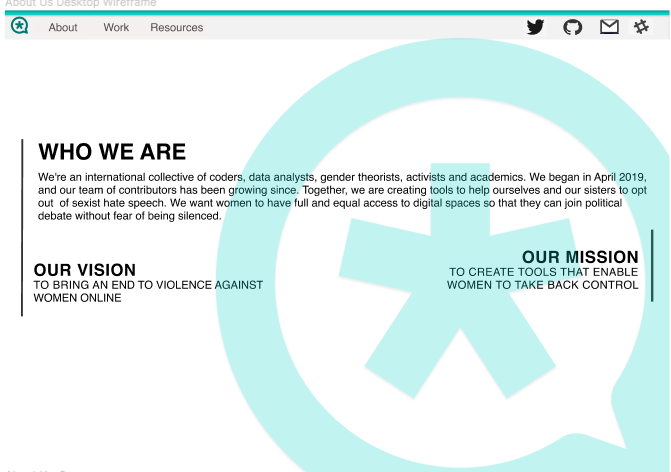 About Us Desktop Wireframe
About Work Resources
WHO WE ARE
We're an international collective of coders, data analysts, gender theorists, activists and academics. We began in April 2019,
and our team of contributors has been growing since. Together, we are creating tools to help ourselves and our sisters to opt
out of sexist hate speech. We want women to have full and equal access to digital spaces so that they can join political
debate without fear of being silenced.
OUR VISION
TO BRING AN END TO VIOLENCE AGAINST
WOMEN ONLINE
OUR MISSION
TO CREATE TOOLS THAT ENABLE
WOMEN TO TAKE BACK CONTROL